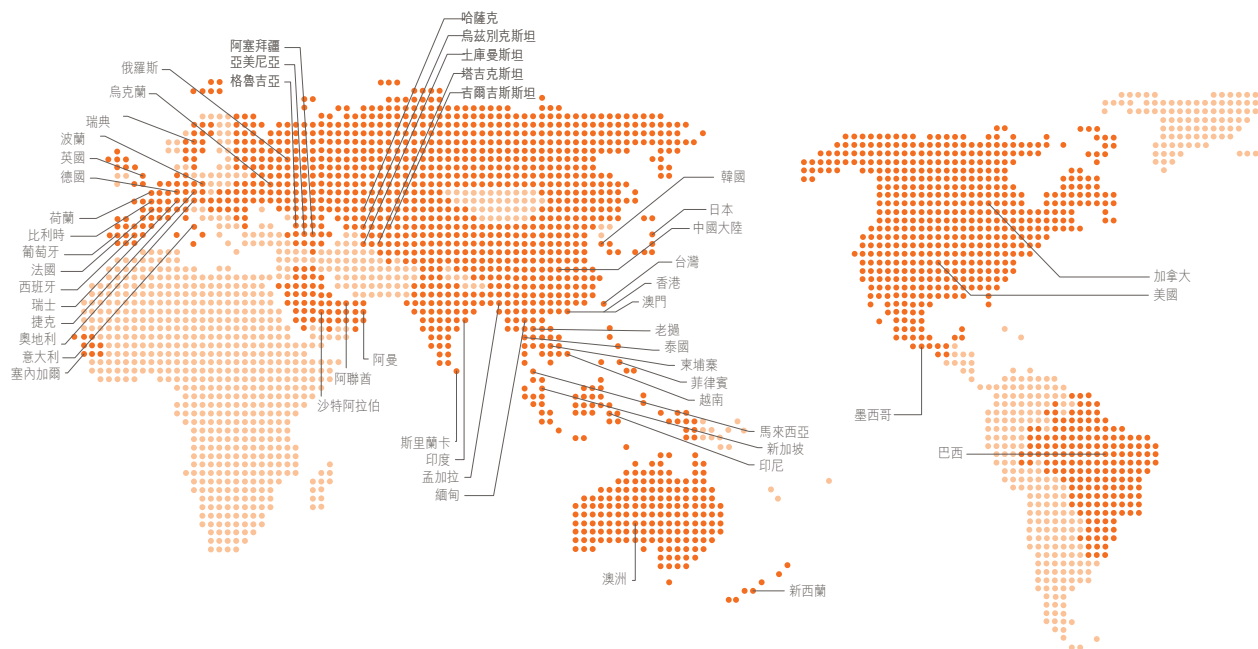 哈薩克
烏茲別克斯坦
土庫曼斯坦
塔吉克斯坦
吉爾吉斯斯坦
阿塞拜疆
亞美尼亞
格魯吉亞
俄羅斯
烏克蘭
瑞典
波蘭
英國
德國
荷蘭
比利時
葡萄牙
法國
西班牙
瑞士
捷克
奧地利
意大利
塞內加爾
阿曼
阿聯酋
沙特阿拉伯
斯里蘭卡
印度
孟加拉
緬甸
韓國
日本
中國大陸
台灣
香港
澳門
老撾
泰國
柬埔寨
菲律賓
越南
馬來西亞
新加坡
印尼
澳洲
新西蘭
加拿大
美國
墨西哥
巴西